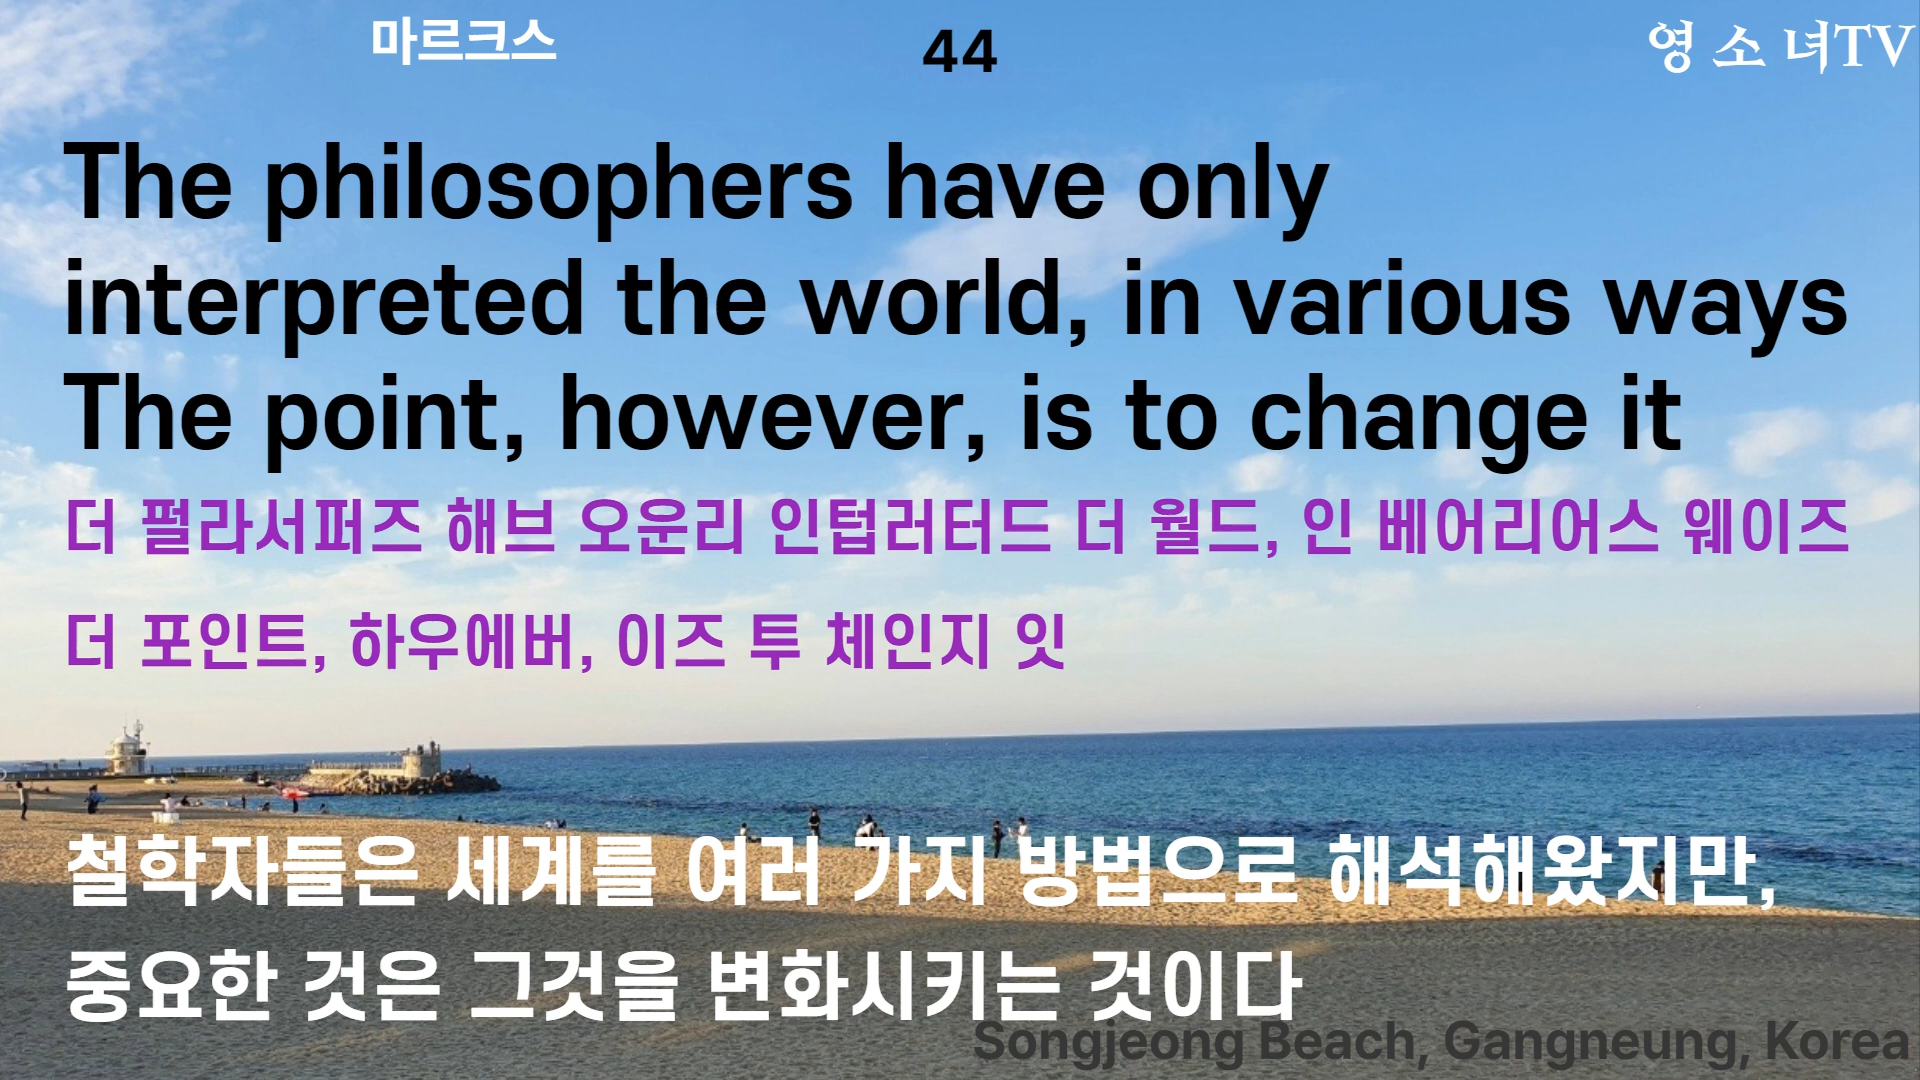 마르크스
44
영 소 녀TV
The philosophers have only
interpreted the world, in various ways
The point, however, is to change it
더 펄라서퍼즈 해브 오운리 인텁러터드 더 월드, 인 베어리어스 웨이즈
더 포인트, 하우에버, 이즈 투 체인지 잇
철학자들은 세계를 여러 가지 방법으로 해석해왔지만,
중요한 것은 그것을 변화시키는 것이다
Songjeong Beach, Gangneung, Korea